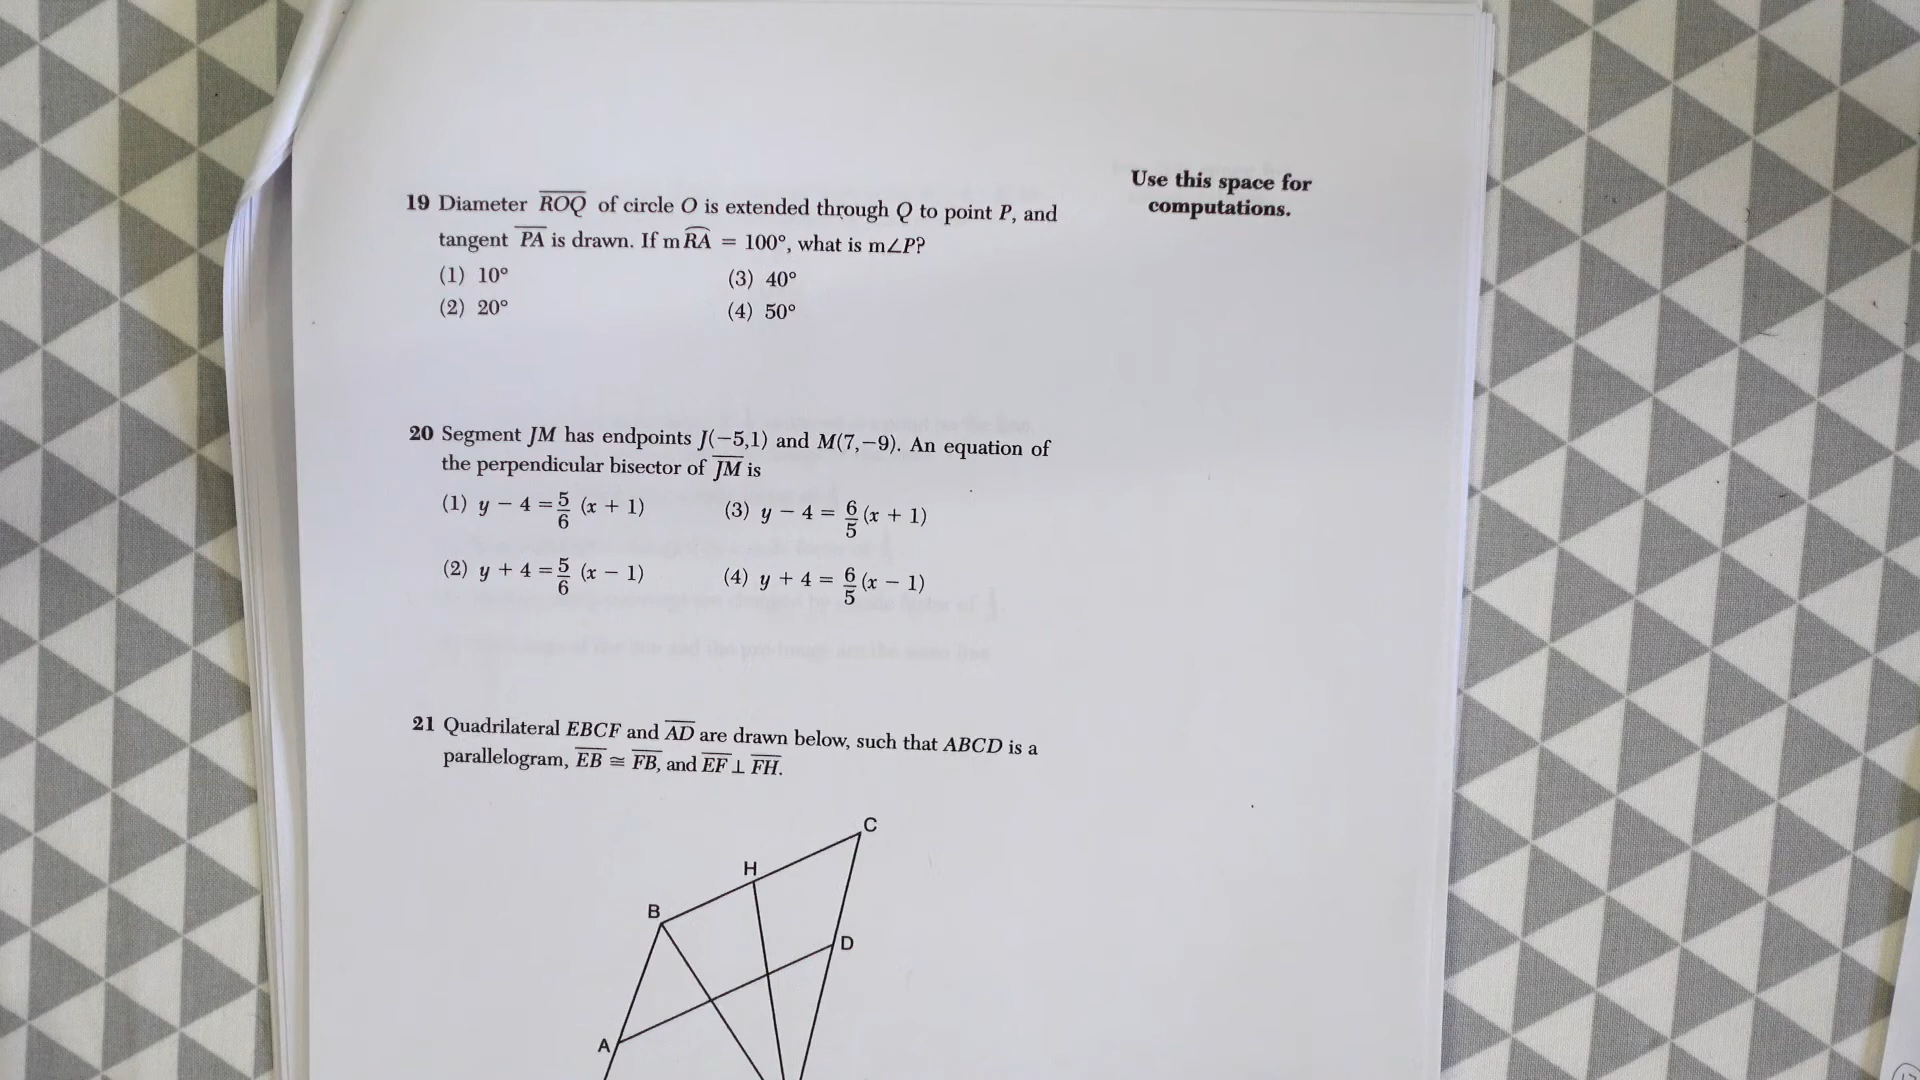 Use this space for
computations.
19 Diameter ROQ of circle O is extended through Q to point P, and
tangent PA is drawn. If m RA = 100°, what is m∠P?
(1) 10° (3) 40°
(2) 20° (4) 50°
20 Segment JM has endpoints J(−5,1) and M(7,−9). An equation of
the perpendicular bisector of JM is
(1) y − 4 = 5/6 (x + 1) (3) y − 4 = 6/5 (x + 1)
(2) y + 4 = 5/6 (x − 1) (4) y + 4 = 6/5 (x − 1)
21 Quadrilateral EBCF and AD are drawn below, such that ABCD is a
parallelogram, EB ≅ FB, and EF ⊥ FH.
C
H
B
D
A